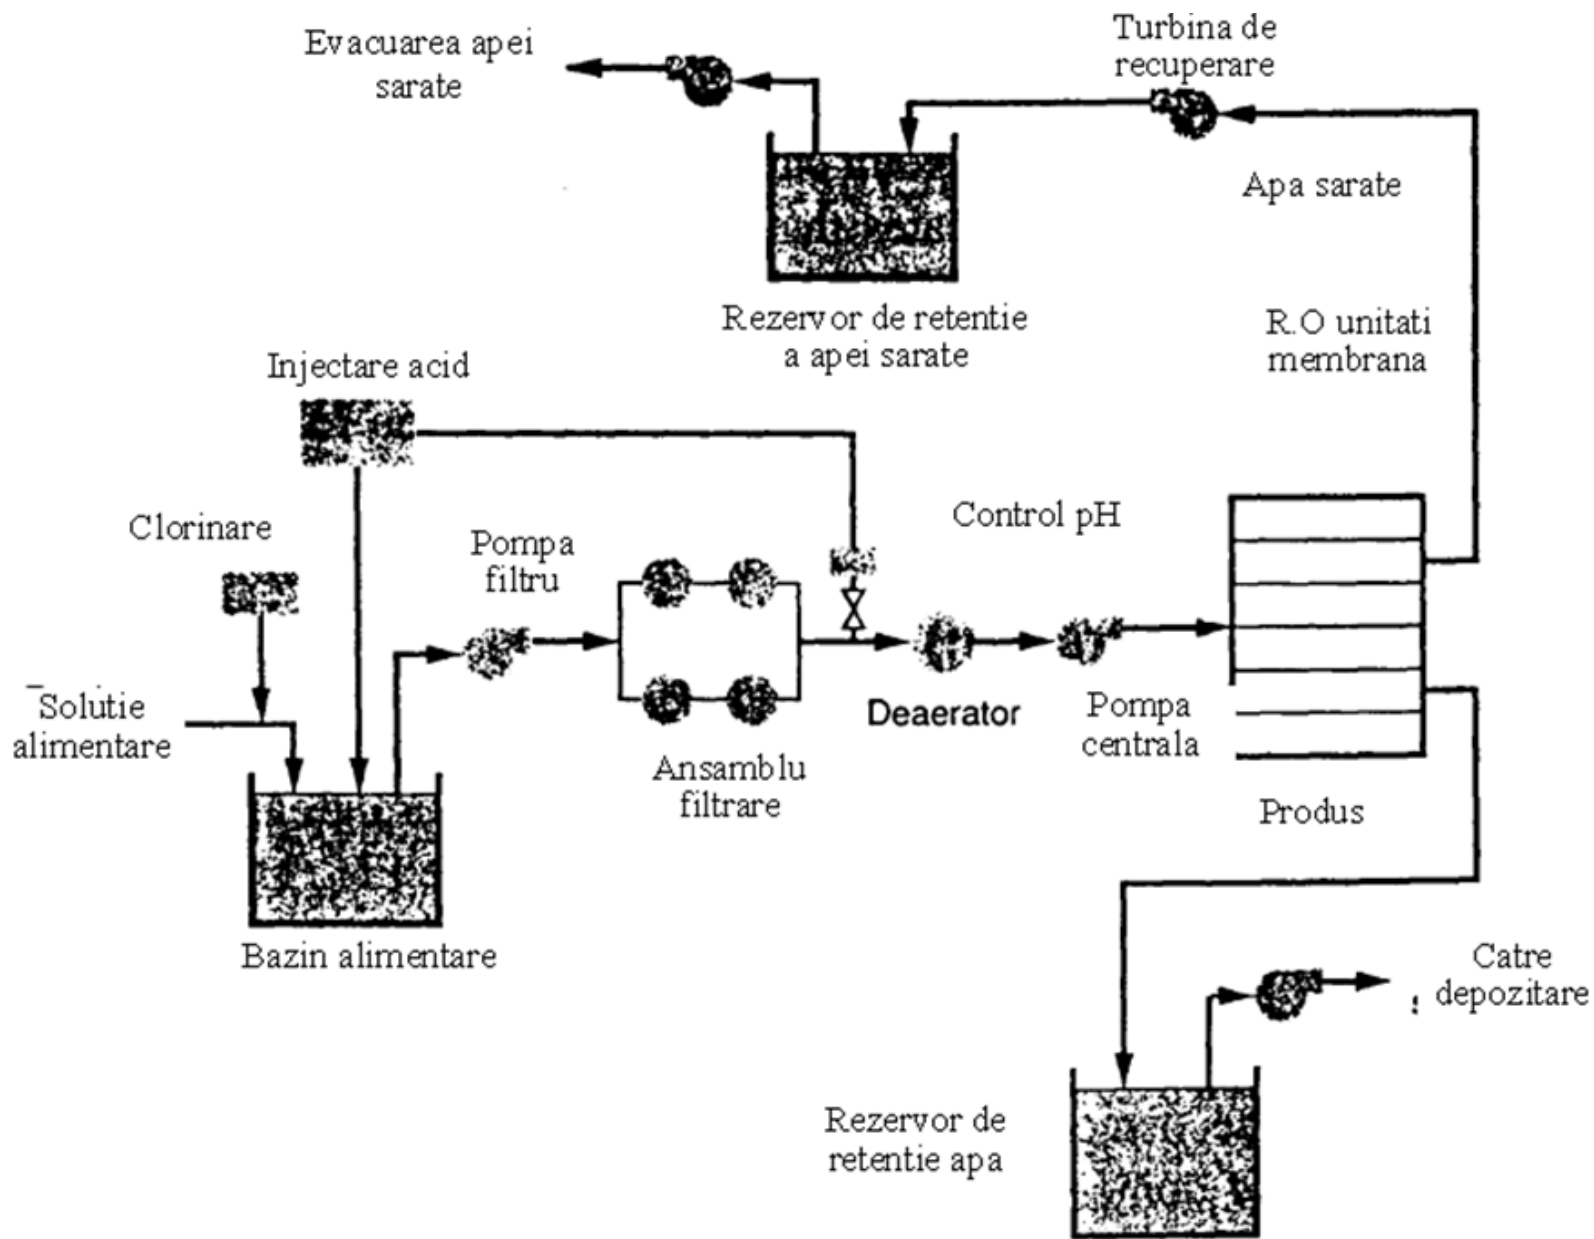 Evacuarea apei
sarate
Turbina de
recuperare
Apa sarate
Rezervor de retentie
a apei sarate
R.O unitati
membrana
Injectare acid
Clorinare
Pompa
filtru
Control pH
Solutie
alimentare
Deaerator
Pompa
centrala
Ansamblu
filtrare
Produs
Bazin alimentare
Catre
depozitare
Rezervor de
retentie apa